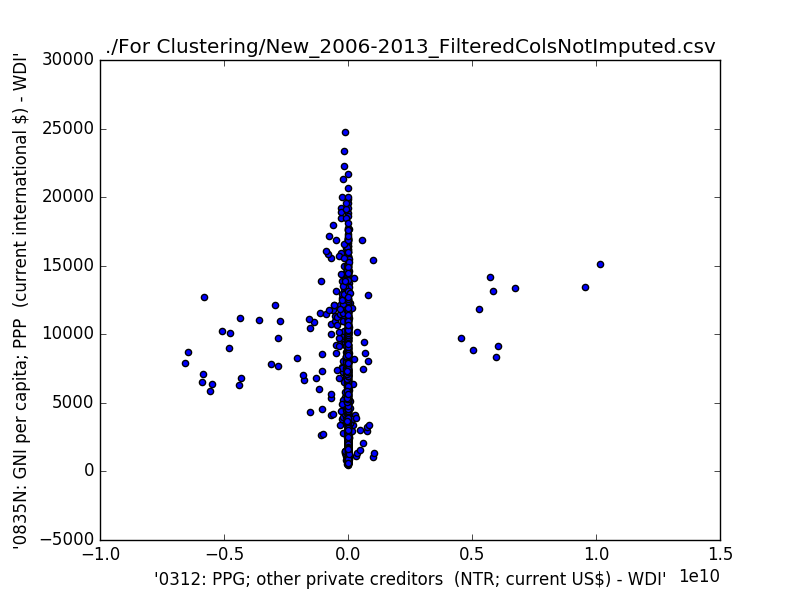 ./For Clustering/New_2006-2013_FilteredColsNotImputed.csv
'0835N: GNI per capita; PPP  (current international $) - WDI'
30000
25000
20000
15000
10000
5000
0
−5000
−1.0 −0.5 0.0 0.5 1.0 1.5
1e10
'0312: PPG; other private creditors  (NTR; current US$) - WDI'